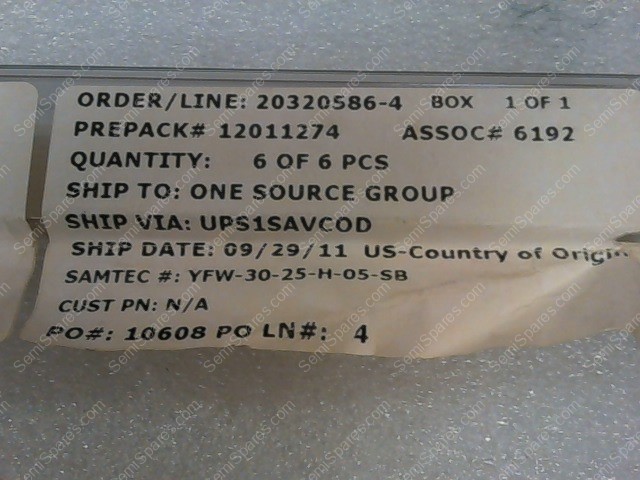 ORDER/LINE: 20320586-4 BOX 1 OF 1
PREPACK# 12011274 ASSOC# 6192
QUANTITY: 6 OF 6 PCS
SHIP TO: ONE SOURCE GROUP
SHIP VIA: UPS1SAVCOD
SHIP DATE: 09/29/11 US-Country of Origin
SAMTEC #: YFW-30-25-H-05-SB
CUST PN: N/A
PO#: 10608 PO LN#: 4